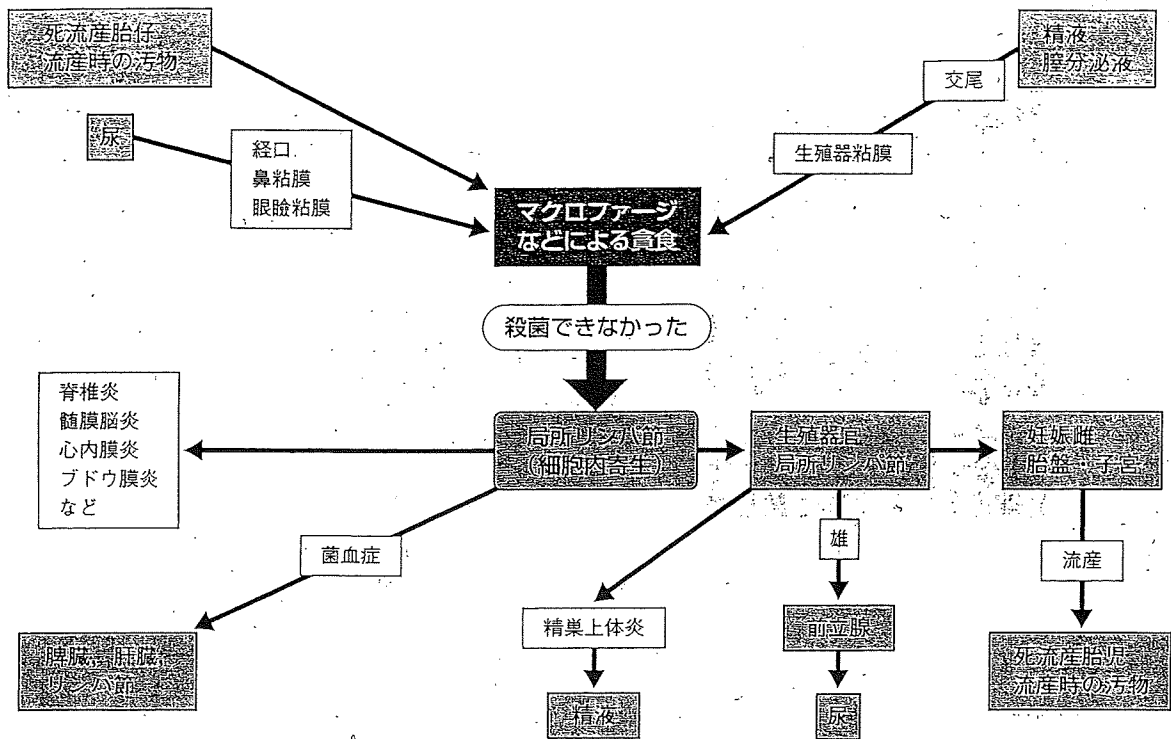 死流産胎仔
流産時の汚物
精液
膣分泌液
交尾
尿
経口
鼻粘膜
眼瞼粘膜
生殖器粘膜
マクロファージ
などによる貪食
殺菌できなかった
脊椎炎
髄膜脳炎
心内膜炎
ブドウ膜炎
など
局所リンパ節
(細胞内寄生)
生殖器官
局所リンパ節
妊娠雌
胎盤・子宮
菌血症
雄
流産
脾臓,肝臓,
リンパ節
精巣上体炎
前立腺
死流産胎児
流産時の汚物
精液
尿